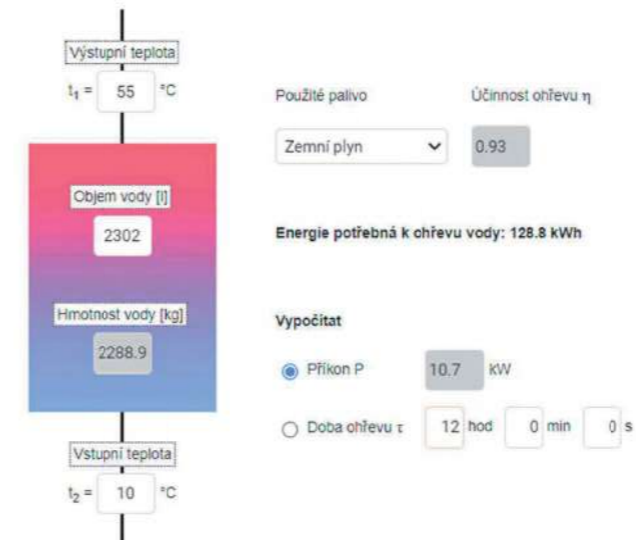 Výstupní teplota
t₁ = 55 °C
Objem vody [l]
2302
Hmotnost vody [kg]
2288.9
Vstupní teplota
t₂ = 10 °C
Použité palivo Účinnost ohřevu η
Zemní plyn 0.93
Energie potřebná k ohřevu vody: 128.8 kWh
Vypočítat
Příkon P 10.7 kW
Doba ohřevu τ 12 hod 0 min 0 s